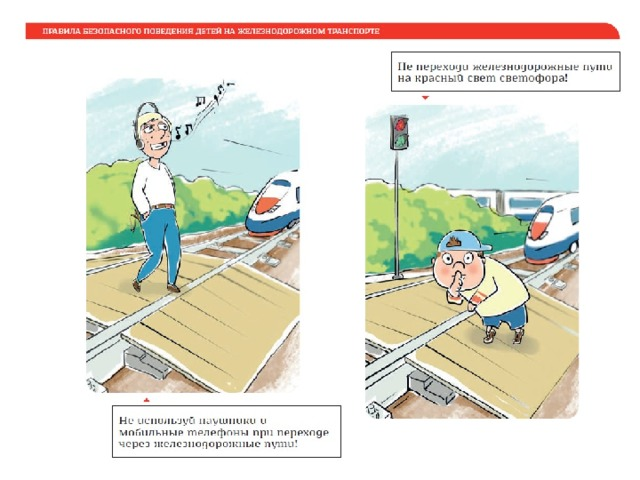 ПРАВИЛА БЕЗОПАСНОГО ПОВЕДЕНИЯ ДЕТЕЙ НА ЖЕЛЕЗНОДОРОЖНОМ ТРАНСПОРТЕ
Не переходи железнодорожные пути
на красный свет светофора!
Не используй наушники и
мобильные телефоны при переходе
через железнодорожные пути!